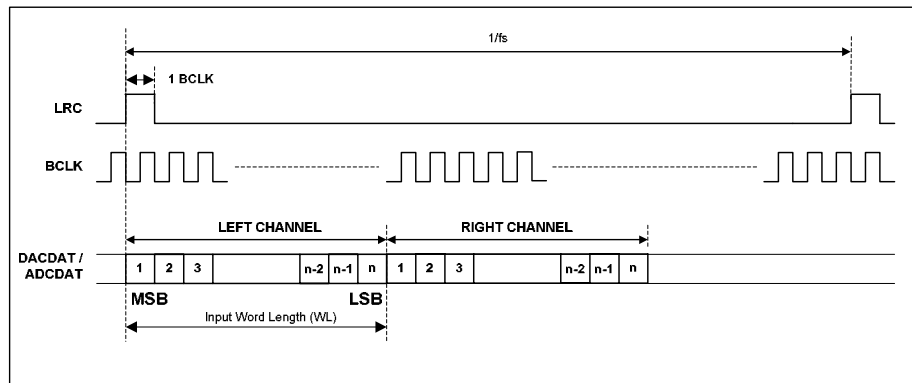 1/fs
1 BCLK
LRC
BCLK
LEFT CHANNEL RIGHT CHANNEL
DACDAT /
ADCDAT
1 2 3 n-2 n-1 n 1 2 3 n-2 n-1 n
MSB LSB
Input Word Length (WL)